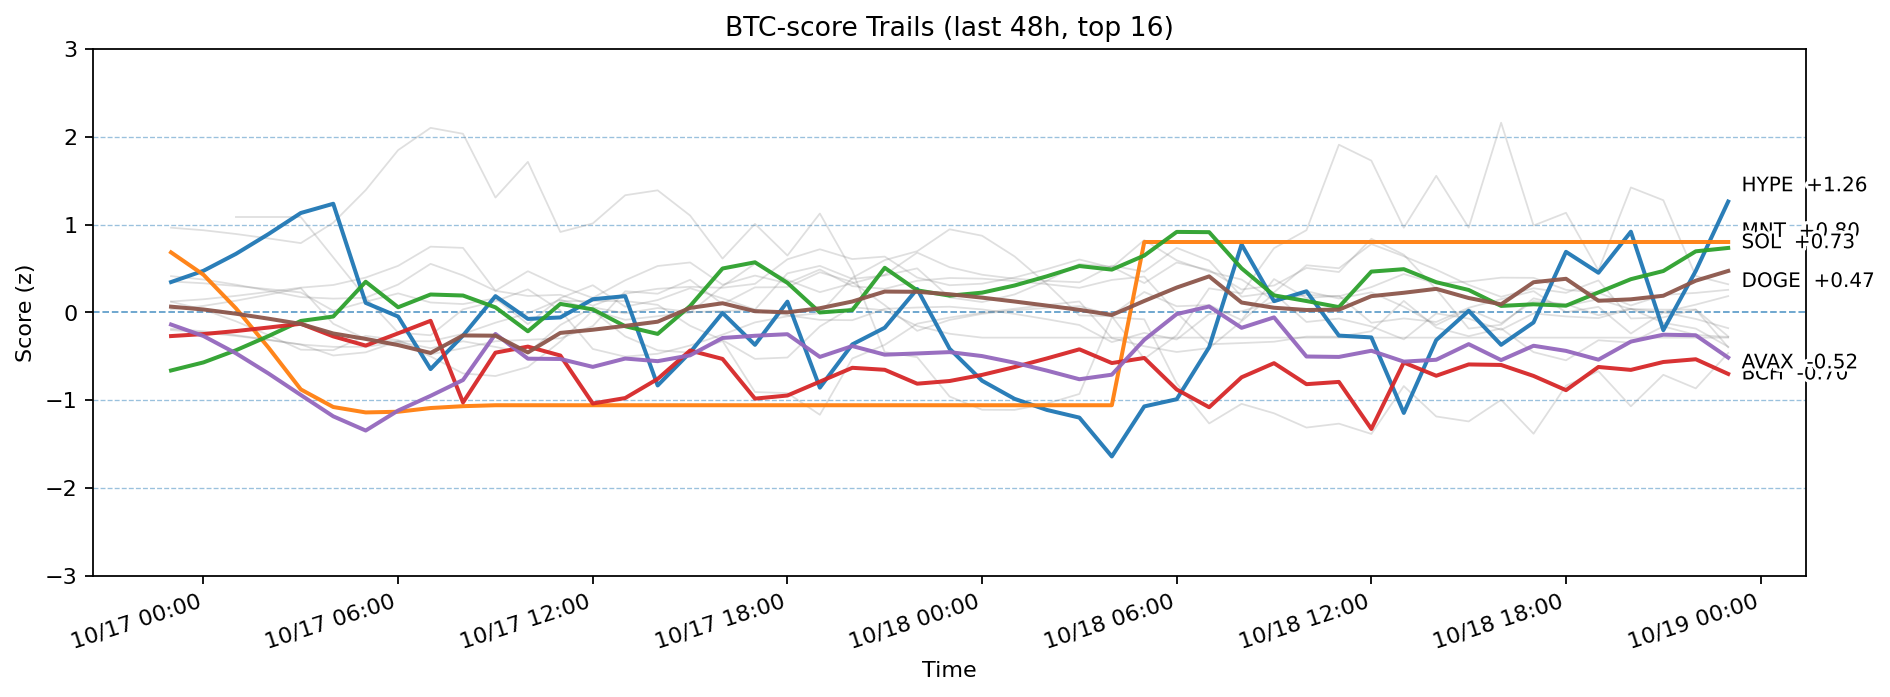 BTC-score Trails (last 48h, top 16)
Score (z)
3
2
1
0
−1
−2
−3
HYPE +1.26
MNT +0.80
SOL +0.73
DOGE +0.47
AVAX -0.52
BCH -0.70
10/17 00:00
10/17 06:00
10/17 12:00
10/17 18:00
10/18 00:00
10/18 06:00
10/18 12:00
10/18 18:00
10/19 00:00
Time